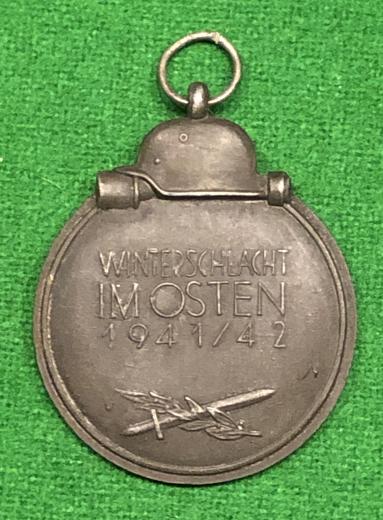 WINTERSCHLACHT
IM OSTEN
1941/42